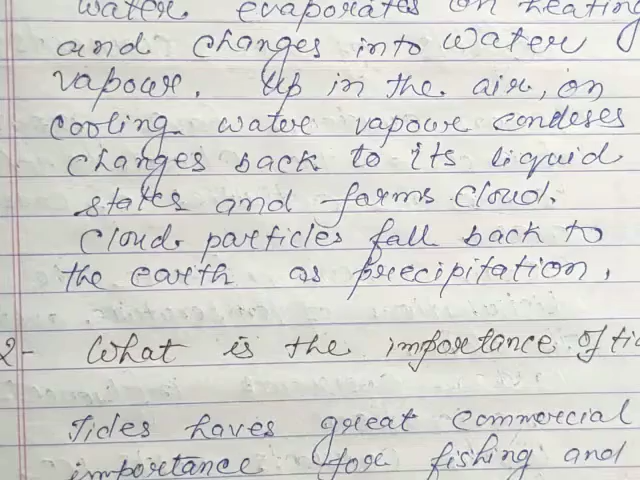 water evaporates on heating
and changes into water
vapour. Up in the air, on
cooling water vapour condeses
changes back to its liquid
states and forms cloud.
Cloud particles fall back to
the earth as precipitation,
2- What is the importance of
Tides haves great commercial
importance for fishing and